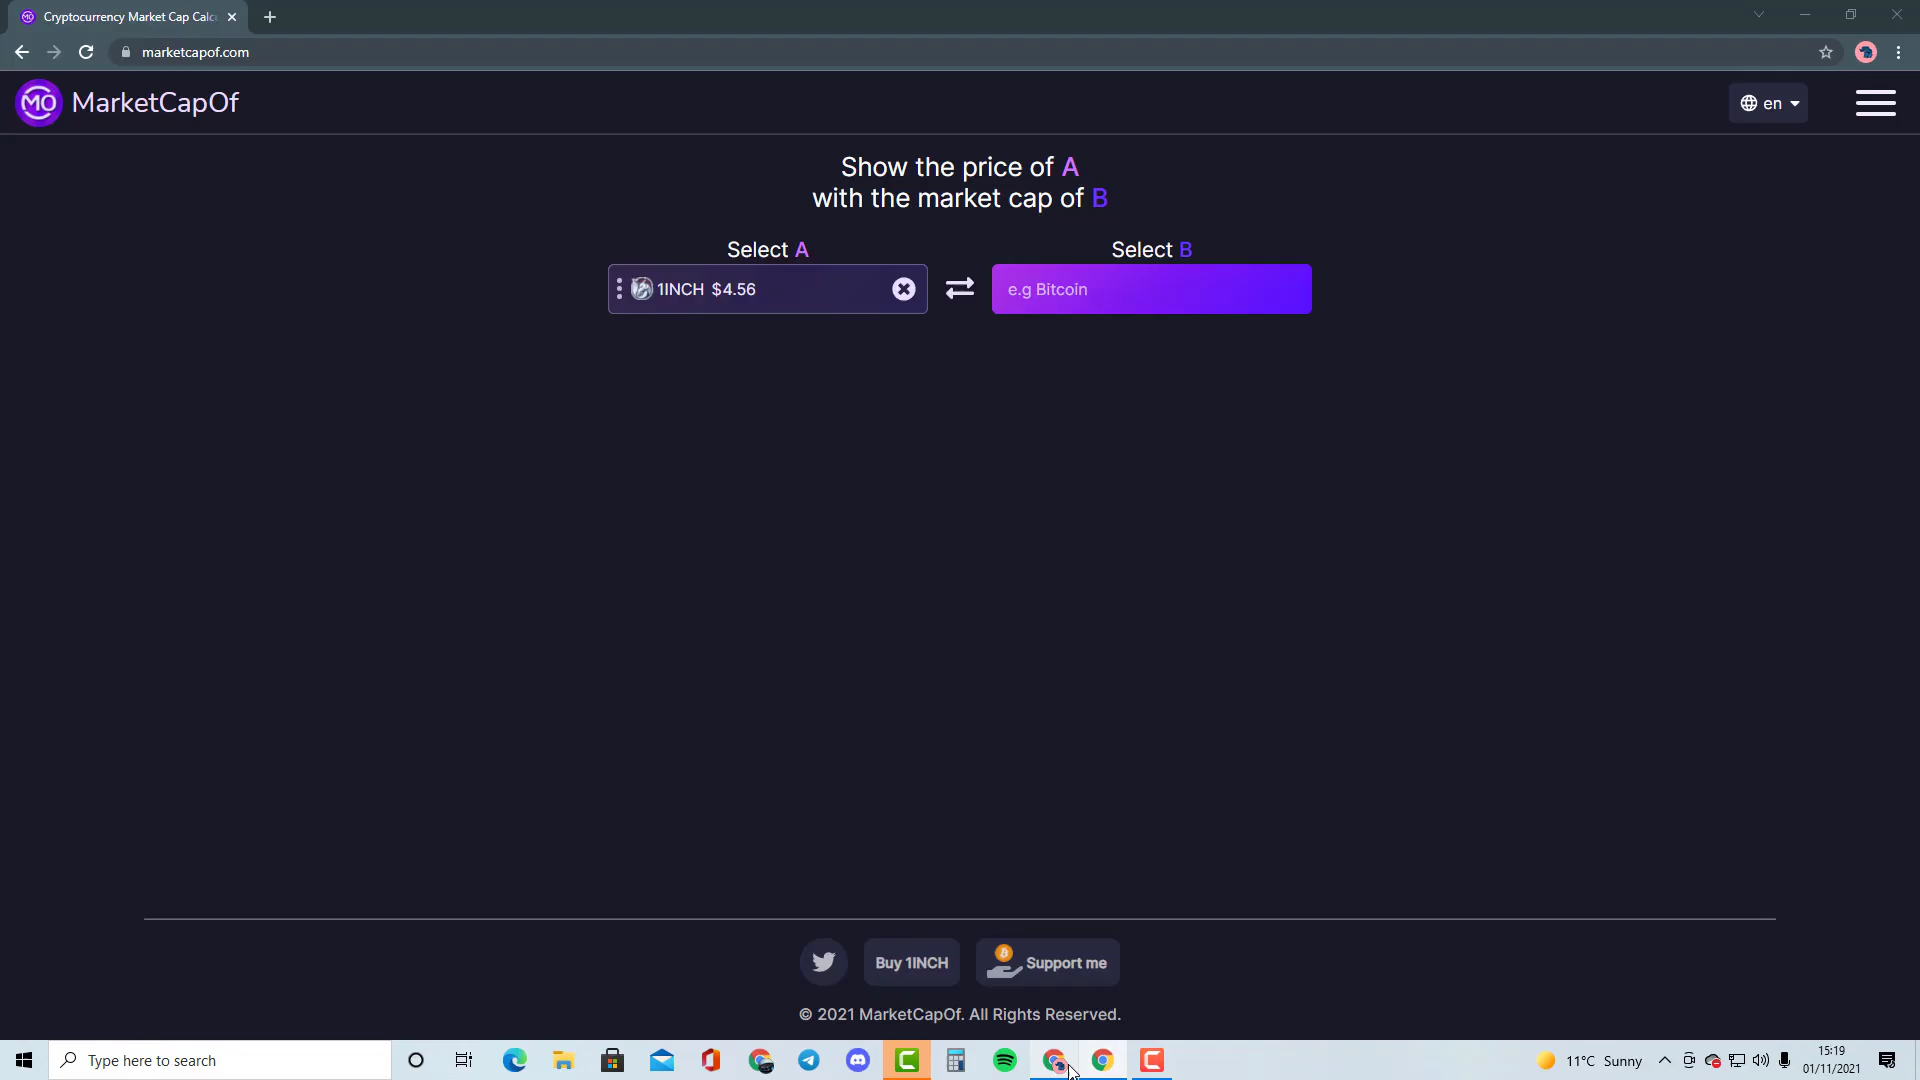 Cryptocurrency Market Cap Calc
marketcapof.com
MO MarketCapOf
en
Show the price of A
with the market cap of B
Select A
Select B
1INCH $4.56
e.g Bitcoin
Buy 1INCH
Support me
© 2021 MarketCapOf. All Rights Reserved.
Type here to search
11°C Sunny
15:19
01/11/2021